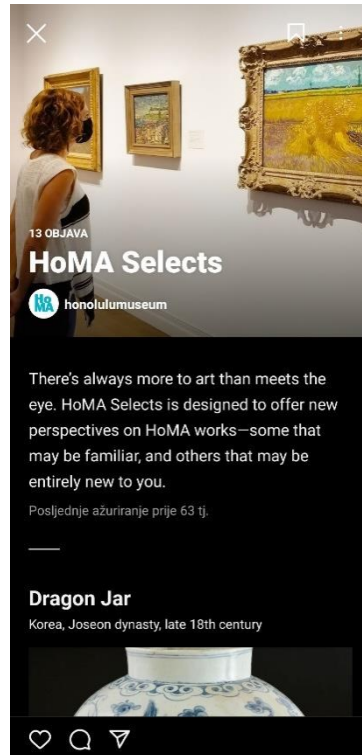 13 OBJAVA
HoMA Selects
HoMA
honolulumuseum
There's always more to art than meets the
eye. HoMA Selects is designed to offer new
perspectives on HoMA works—some that
may be familiar, and others that may be
entirely new to you.
Posljednje ažuriranje prije 63 tj.
Dragon Jar
Korea, Joseon dynasty, late 18th century